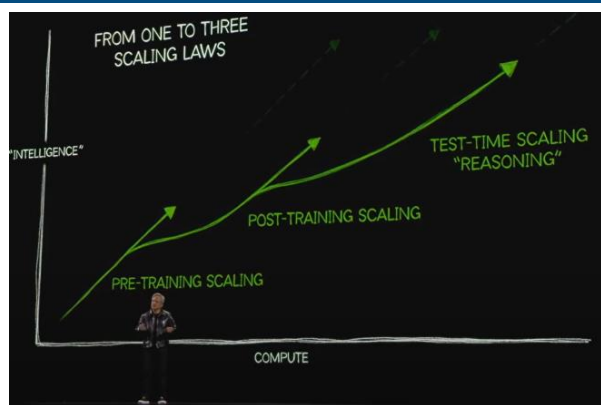 FROM ONE TO THREE
SCALING LAWS
"INTELLIGENCE"
TEST-TIME SCALING
"REASONING"
POST-TRAINING SCALING
PRE-TRAINING SCALING
COMPUTE